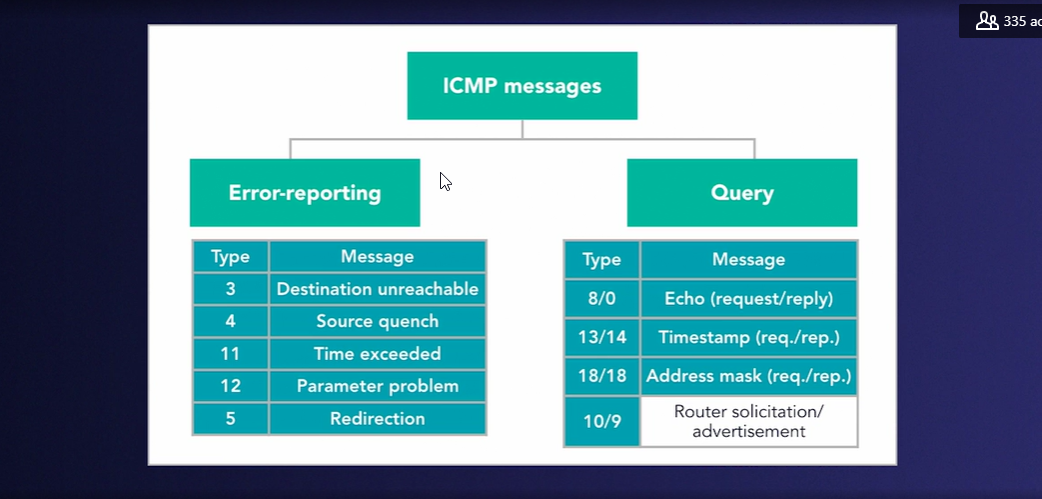 335 ac
ICMP messages
Error-reporting
Query
Type Message
3 Destination unreachable
4 Source quench
11 Time exceeded
12 Parameter problem
5 Redirection
Type Message
8/0 Echo (request/reply)
13/14 Timestamp (req./rep.)
18/18 Address mask (req./rep.)
10/9 Router solicitation/
advertisement